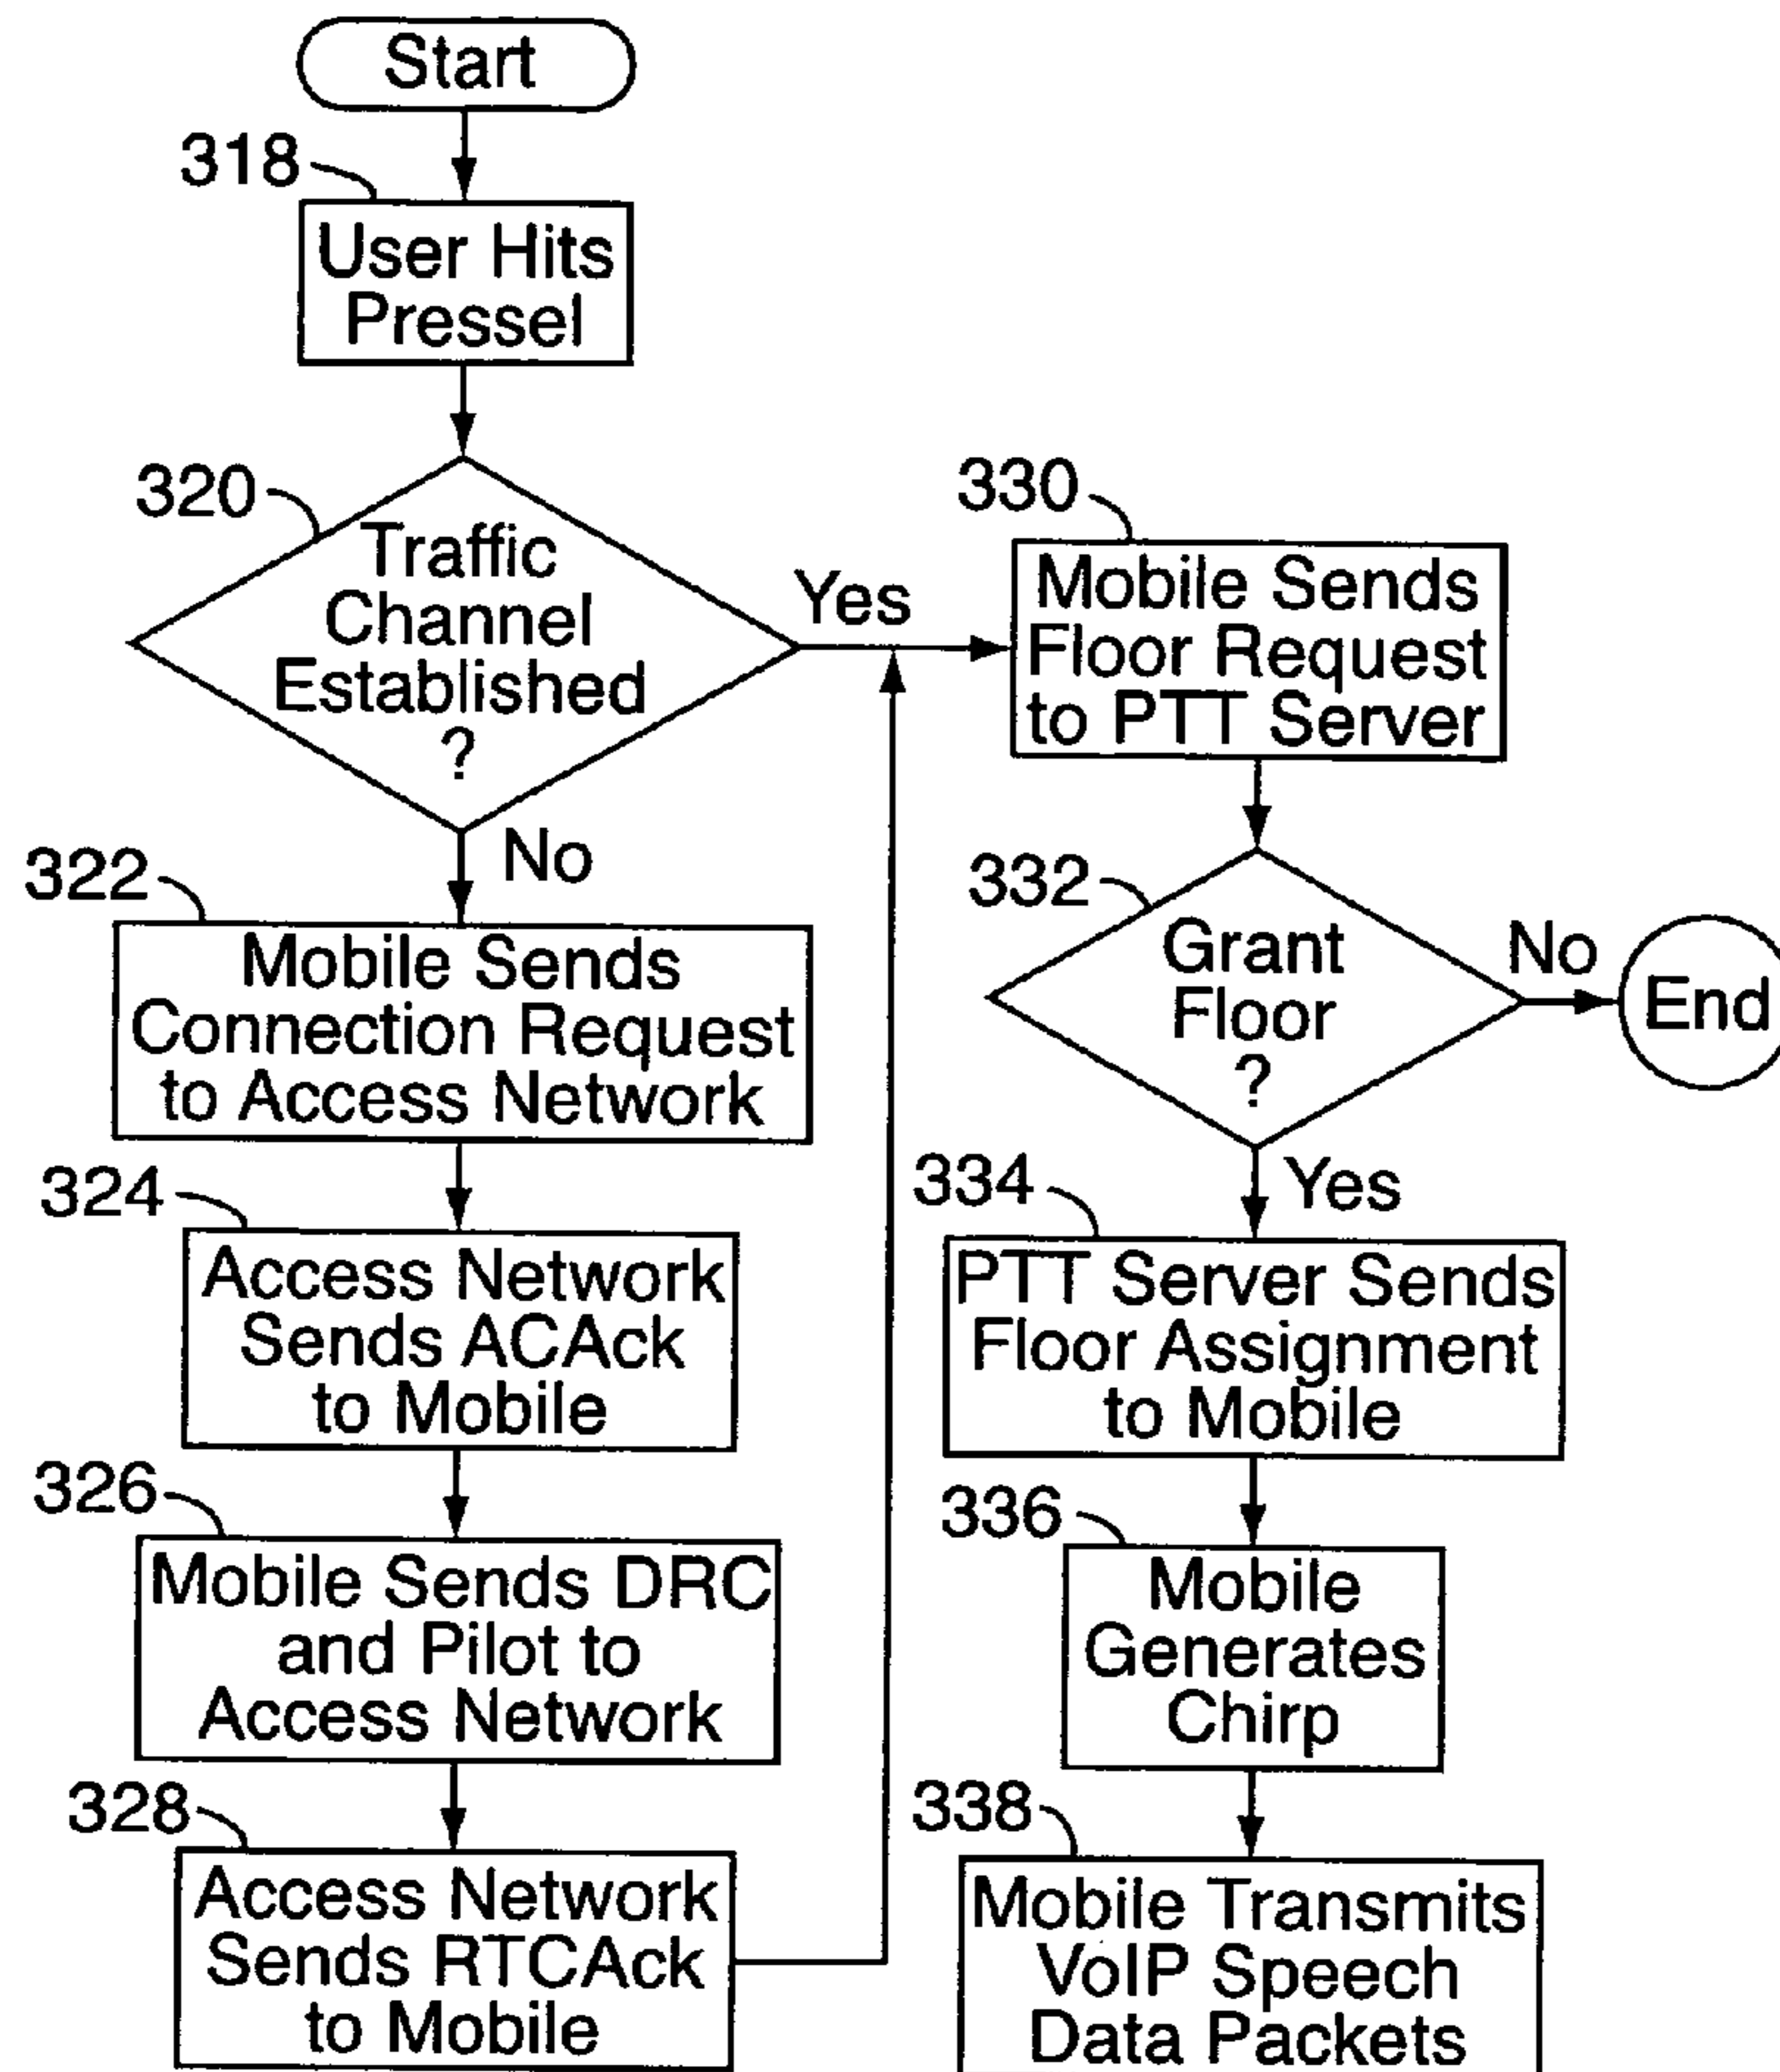 Start
318
User Hits
Pressel
320
Traffic
Channel
Established
?
Yes
No
322
Mobile Sends
Connection Request
to Access Network
324
Access Network
Sends ACAck
to Mobile
326
Mobile Sends DRC
and Pilot to
Access Network
328
Access Network
Sends RTCAck
to Mobile
330
Mobile Sends
Floor Request
to PTT Server
332
Grant
Floor
?
No
End
Yes
334
PTT Server Sends
Floor Assignment
to Mobile
336
Mobile
Generates
Chirp
338
Mobile Transmits
VoIP Speech
Data Packets